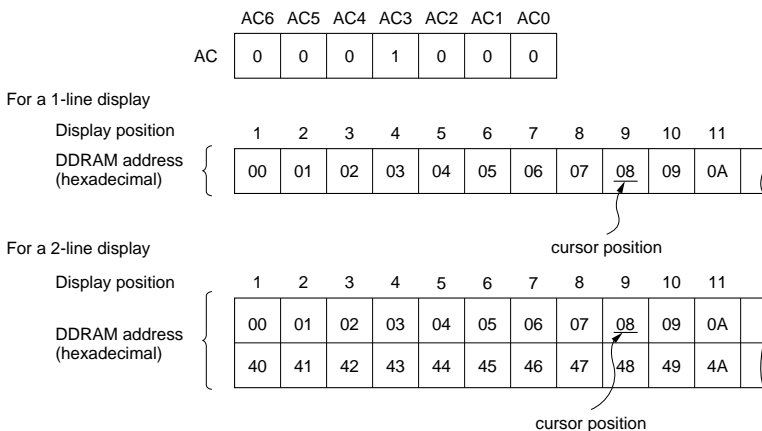 AC6 AC5 AC4 AC3 AC2 AC1 AC0
AC 0 0 0 1 0 0 0
For a 1-line display
Display position 1 2 3 4 5 6 7 8 9 10 11
DDRAM address
(hexadecimal)
00 01 02 03 04 05 06 07 08 09 0A
cursor position
For a 2-line display
Display position 1 2 3 4 5 6 7 8 9 10 11
DDRAM address
(hexadecimal)
00 01 02 03 04 05 06 07 08 09 0A
40 41 42 43 44 45 46 47 48 49 4A
cursor position